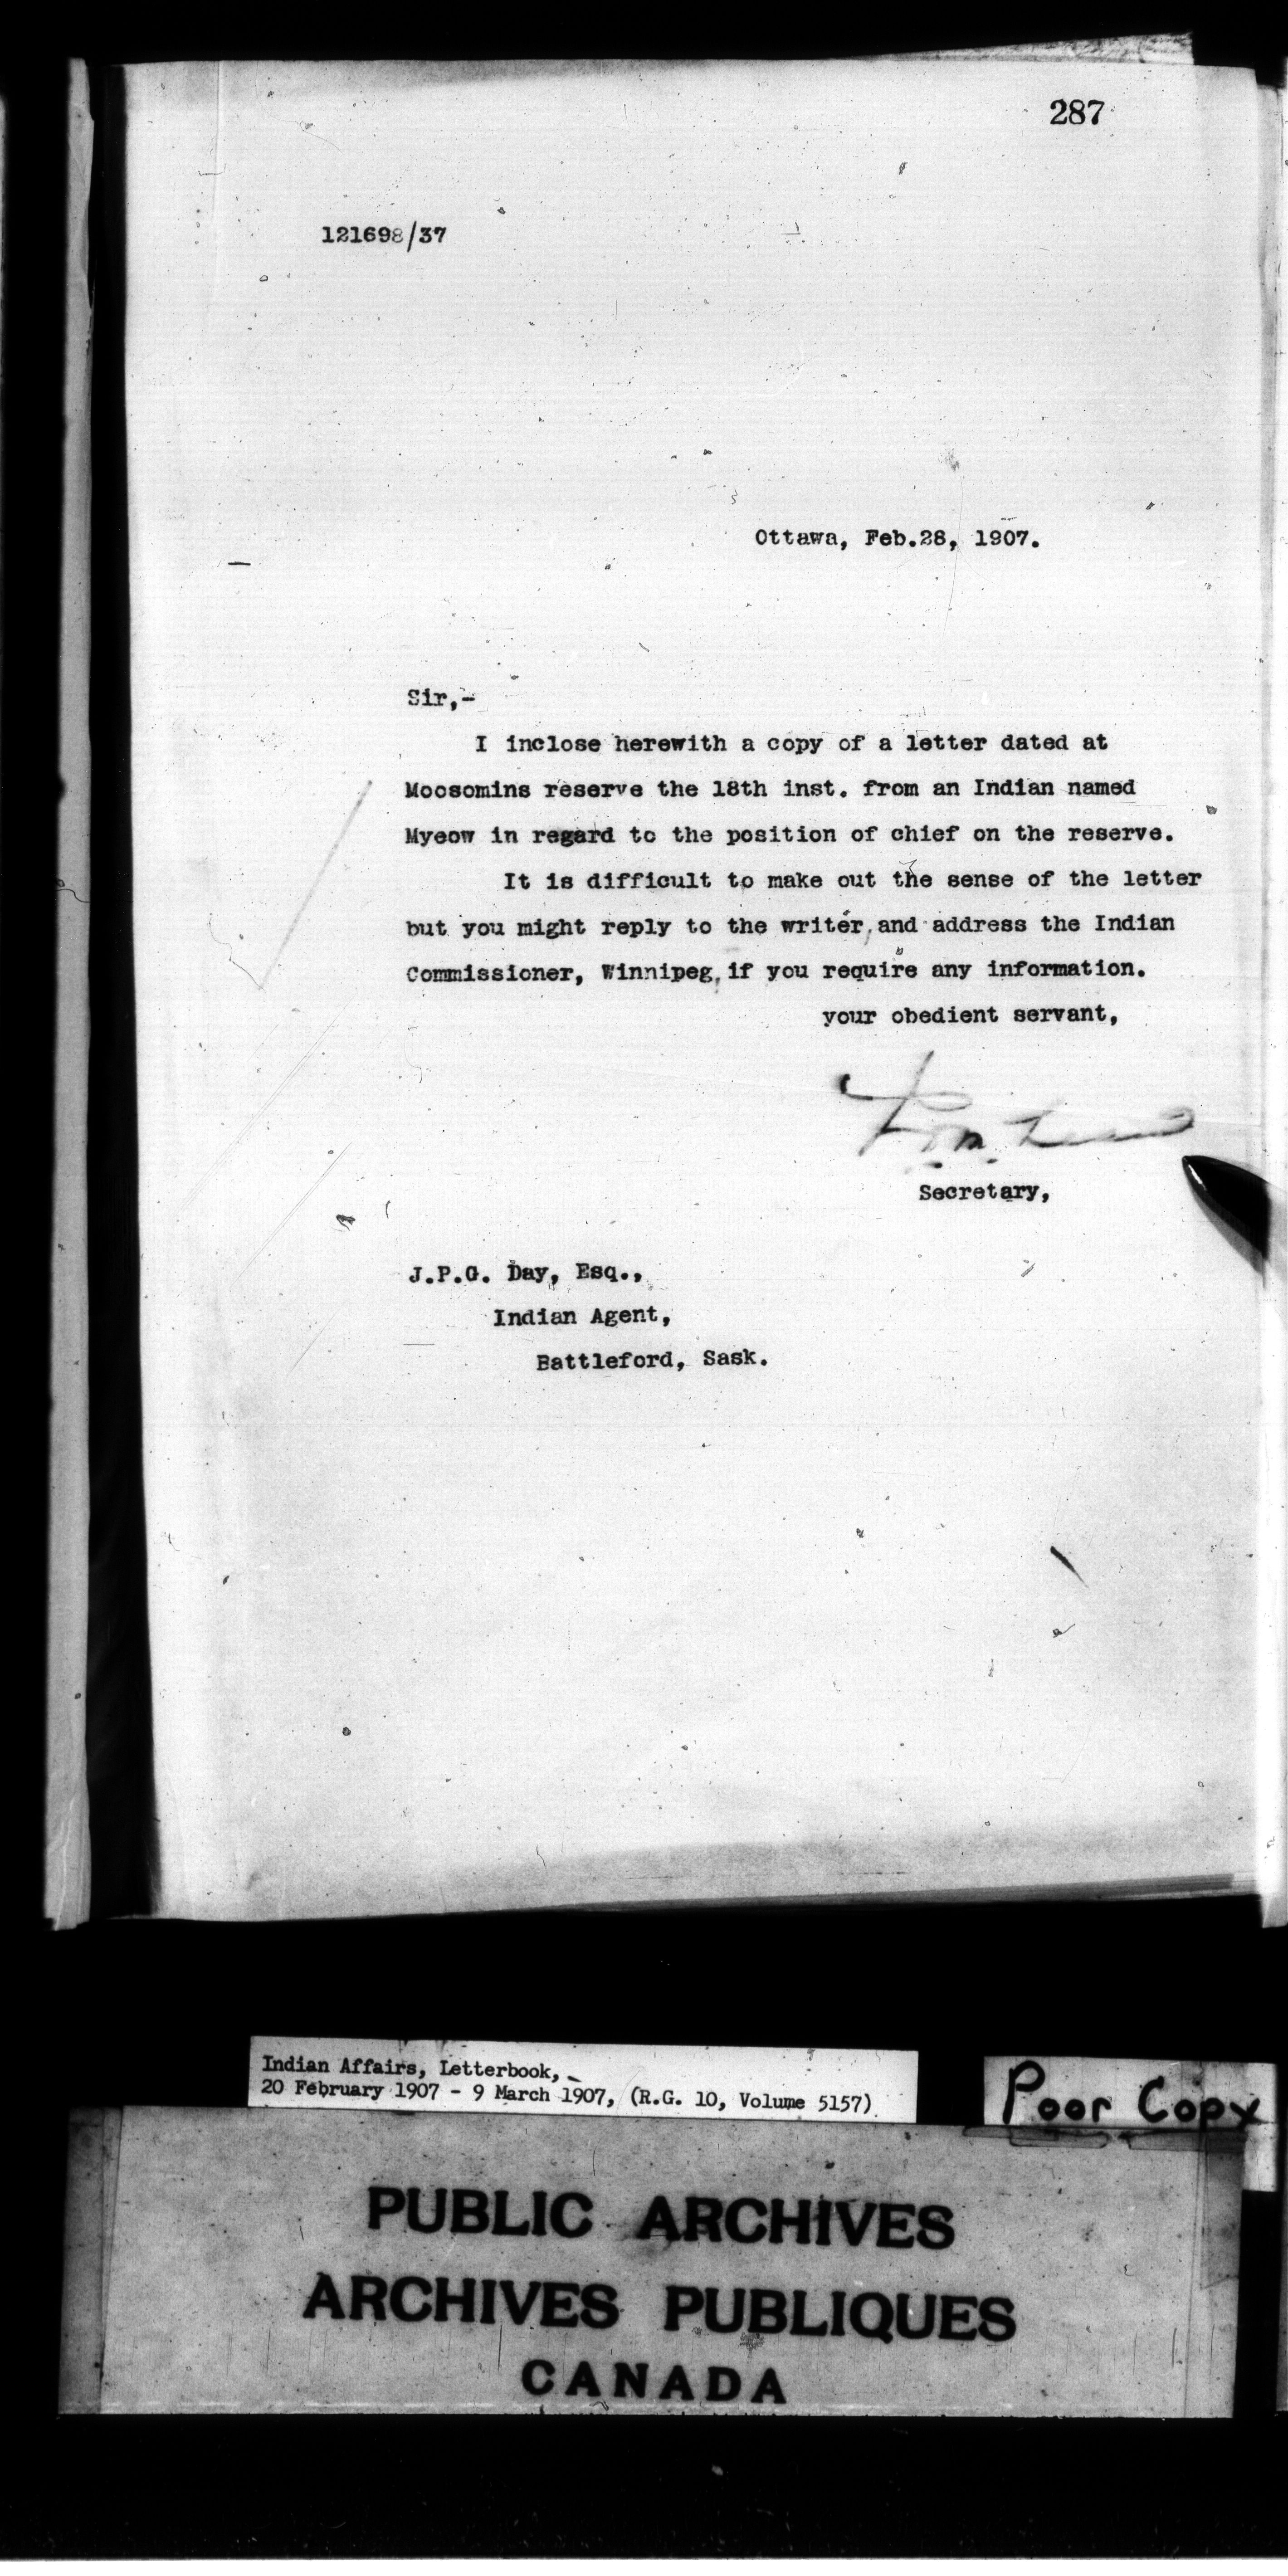 287
121698/37
Ottawa, Feb.28, 1907.
Sir,-
I inclose herewith a copy of a letter dated at
Moosomins reserve the 18th inst. from an Indian named
Myeow in regard to the position of chief on the reserve.
It is difficult to make out the sense of the letter
but you might reply to the writer, and address the Indian
Commissioner, Winnipeg, if you require any information.
your obedient servant,
Secretary,
J.P.G. Day, Esq.,
Indian Agent,
Battleford, Sask.
Indian Affairs, Letterbook,
20 February 1907 - 9 March 1907, (R.G. 10, Volume 5157)
Poor Copy
PUBLIC ARCHIVES
ARCHIVES PUBLIQUES
CANADA